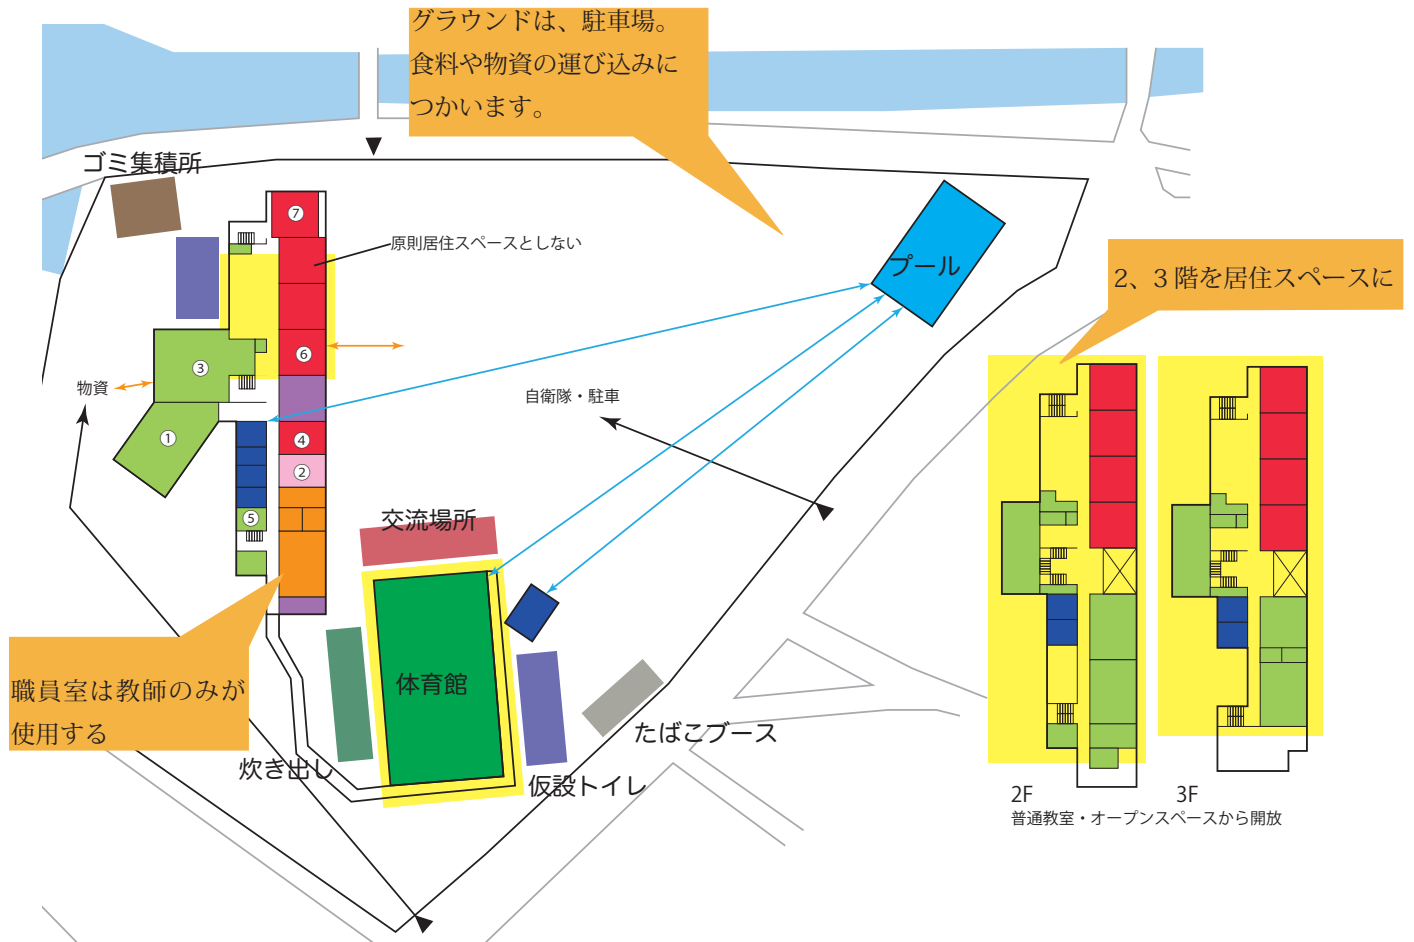 グラウンドは、駐車場。
食料や物資の運び込みに
つかいます。
ゴミ集積所
⑦
原則居住スペースとしない
プール
2、3階を居住スペースに
⑥
③
物資
自衛隊・駐車
①
④
②
⑤
交流場所
体育館
職員室は教師のみが
使用する
たばこブース
炊き出し
仮設トイレ
2F
3F
普通教室・オープンスペースから開放